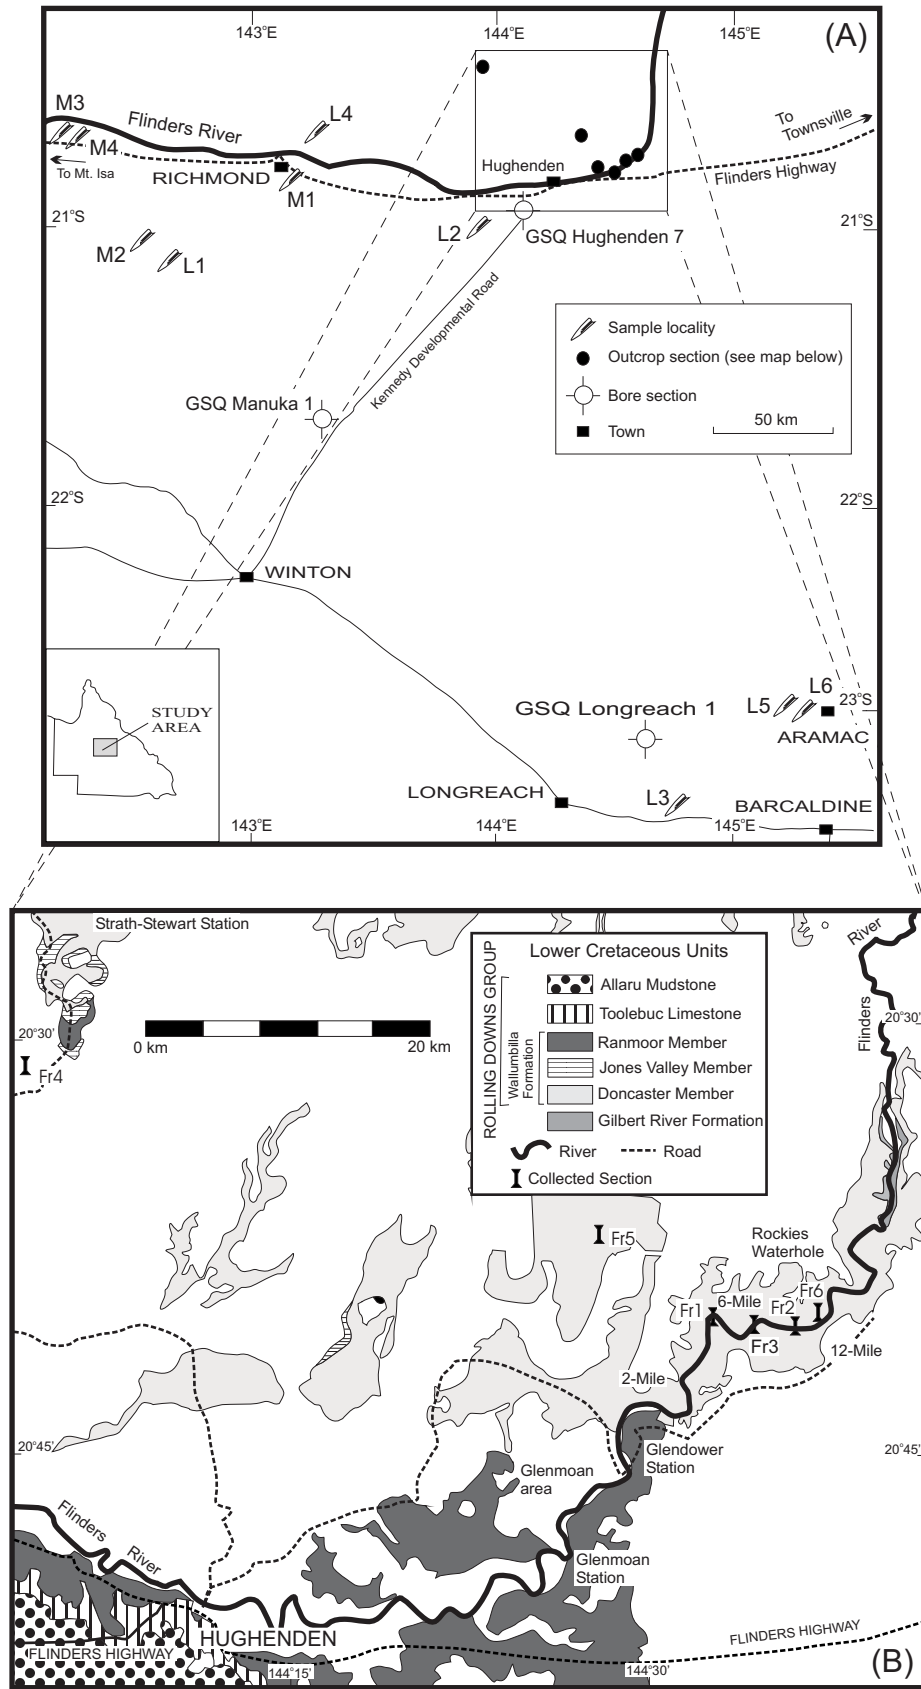 143°E
144°E
145°E
(A)
M3
M4
Flinders River
L4
To
Townsville
To Mt. Isa
RICHMOND
M1
Hughenden
Flinders Highway
21°S
21°S
L2
GSQ Hughenden 7
M2
L1
Kennedy Developmental Road
Sample locality
Outcrop section (see map below)
Bore section
Town
50 km
GSQ Manuka 1
22°S
22°S
WINTON
STUDY
AREA
GSQ Longreach 1
L5
L6
23°S
ARAMAC
LONGREACH
L3
BARCALDINE
143°E
144°E
145°E
Strath-Stewart Station
Lower Cretaceous Units
ROLLING DOWNS GROUP
Wallumbilla
Formation
Allaru Mudstone
Toolebuc Limestone
Ranmoor Member
Jones Valley Member
Doncaster Member
Gilbert River Formation
River
Road
Collected Section
River
Flinders
20°30'
20°30'
0 km
20 km
Fr4
Fr5
Rockies
Waterhole
Fr1
6-Mile
Fr2
Fr6
Fr3
12-Mile
2-Mile
20°45'
20°45'
Glendower
Station
Glenmoan
area
Flinders
River
Glenmoan
Station
HUGHENDEN
FLINDERS HIGHWAY
FLINDERS HIGHWAY
144°15'
144°30'
(B)